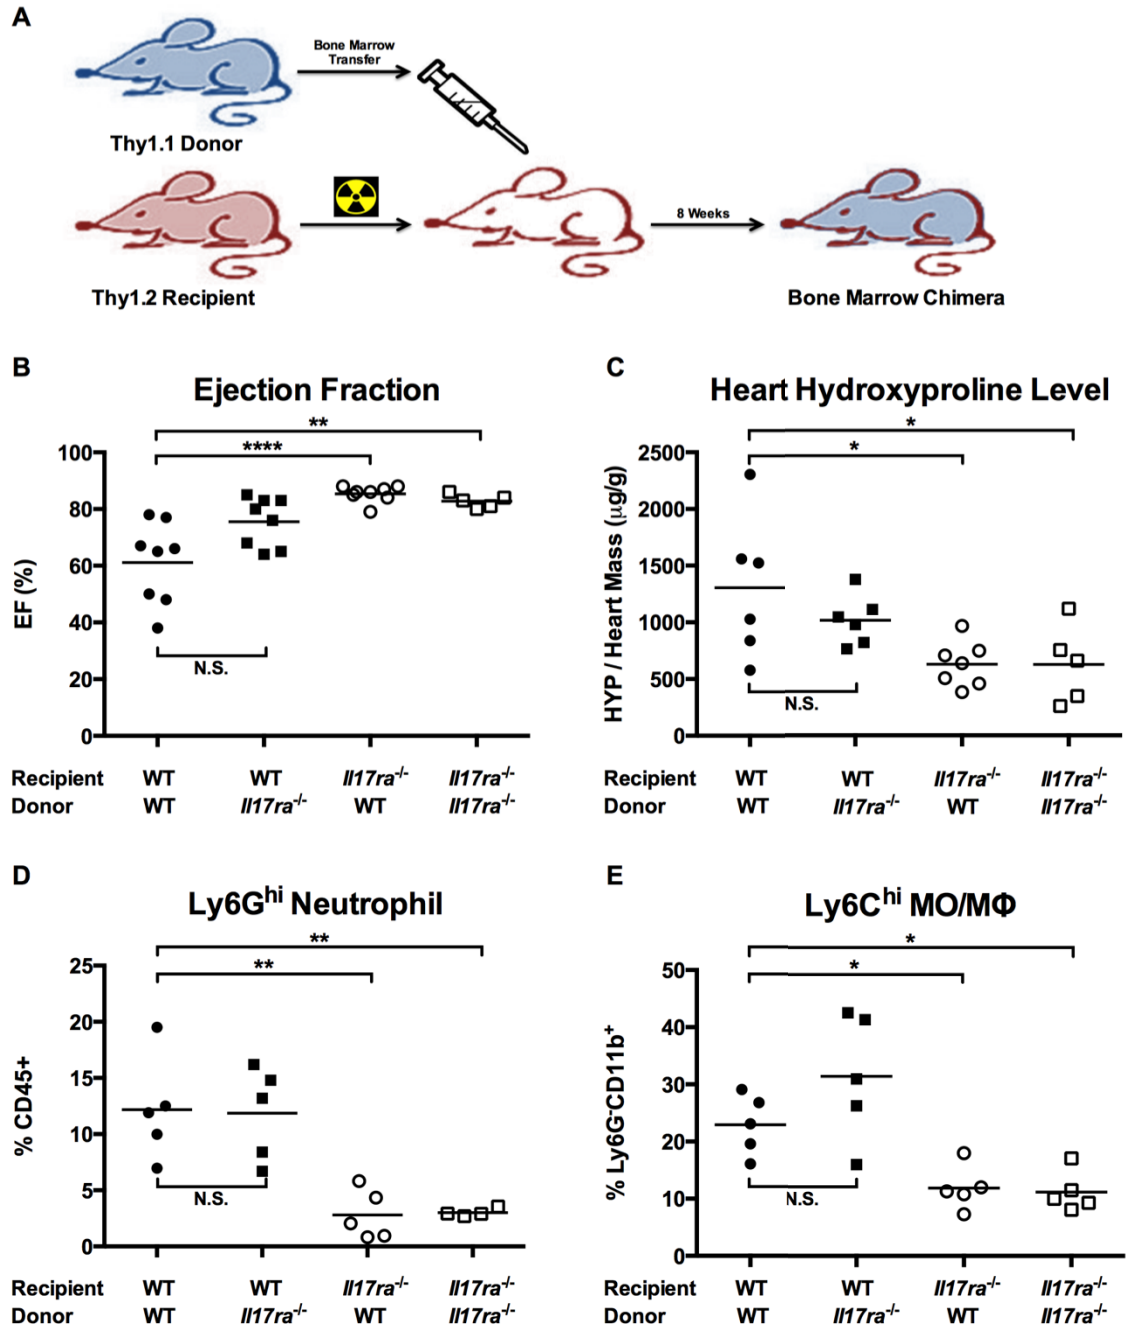 A
Bone Marrow
Transfer
Thy1.1 Donor
8 Weeks
Thy1.2 Recipient
Bone Marrow Chimera
B
Ejection Fraction
**
****
100
80
60
40
20
0
EF (%)
N.S.
Recipient WT WT Il17ra-/- Il17ra-/-
Donor WT Il17ra-/- WT Il17ra-/-
C
Heart Hydroxyproline Level
*
*
2500
2000
1500
1000
500
0
HYP / Heart Mass (µg/g)
N.S.
Recipient WT WT Il17ra-/- Il17ra-/-
Donor WT Il17ra-/- WT Il17ra-/-
D
Ly6Ghi Neutrophil
**
**
25
20
15
10
5
0
% CD45+
N.S.
Recipient WT WT Il17ra-/- Il17ra-/-
Donor WT Il17ra-/- WT Il17ra-/-
E
Ly6Chi MO/MΦ
*
*
50
40
30
20
10
0
% Ly6G-CD11b+
N.S.
Recipient WT WT Il17ra-/- Il17ra-/-
Donor WT Il17ra-/- WT Il17ra-/-